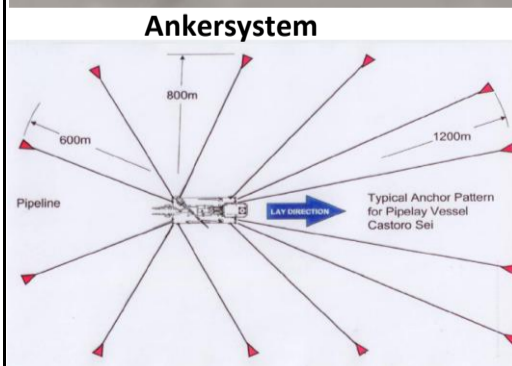 Ankersystem
800m
600m
1200m
Pipeline
LAY DIRECTION
Typical Anchor Pattern
for Pipelay Vessel
Castoro Sei